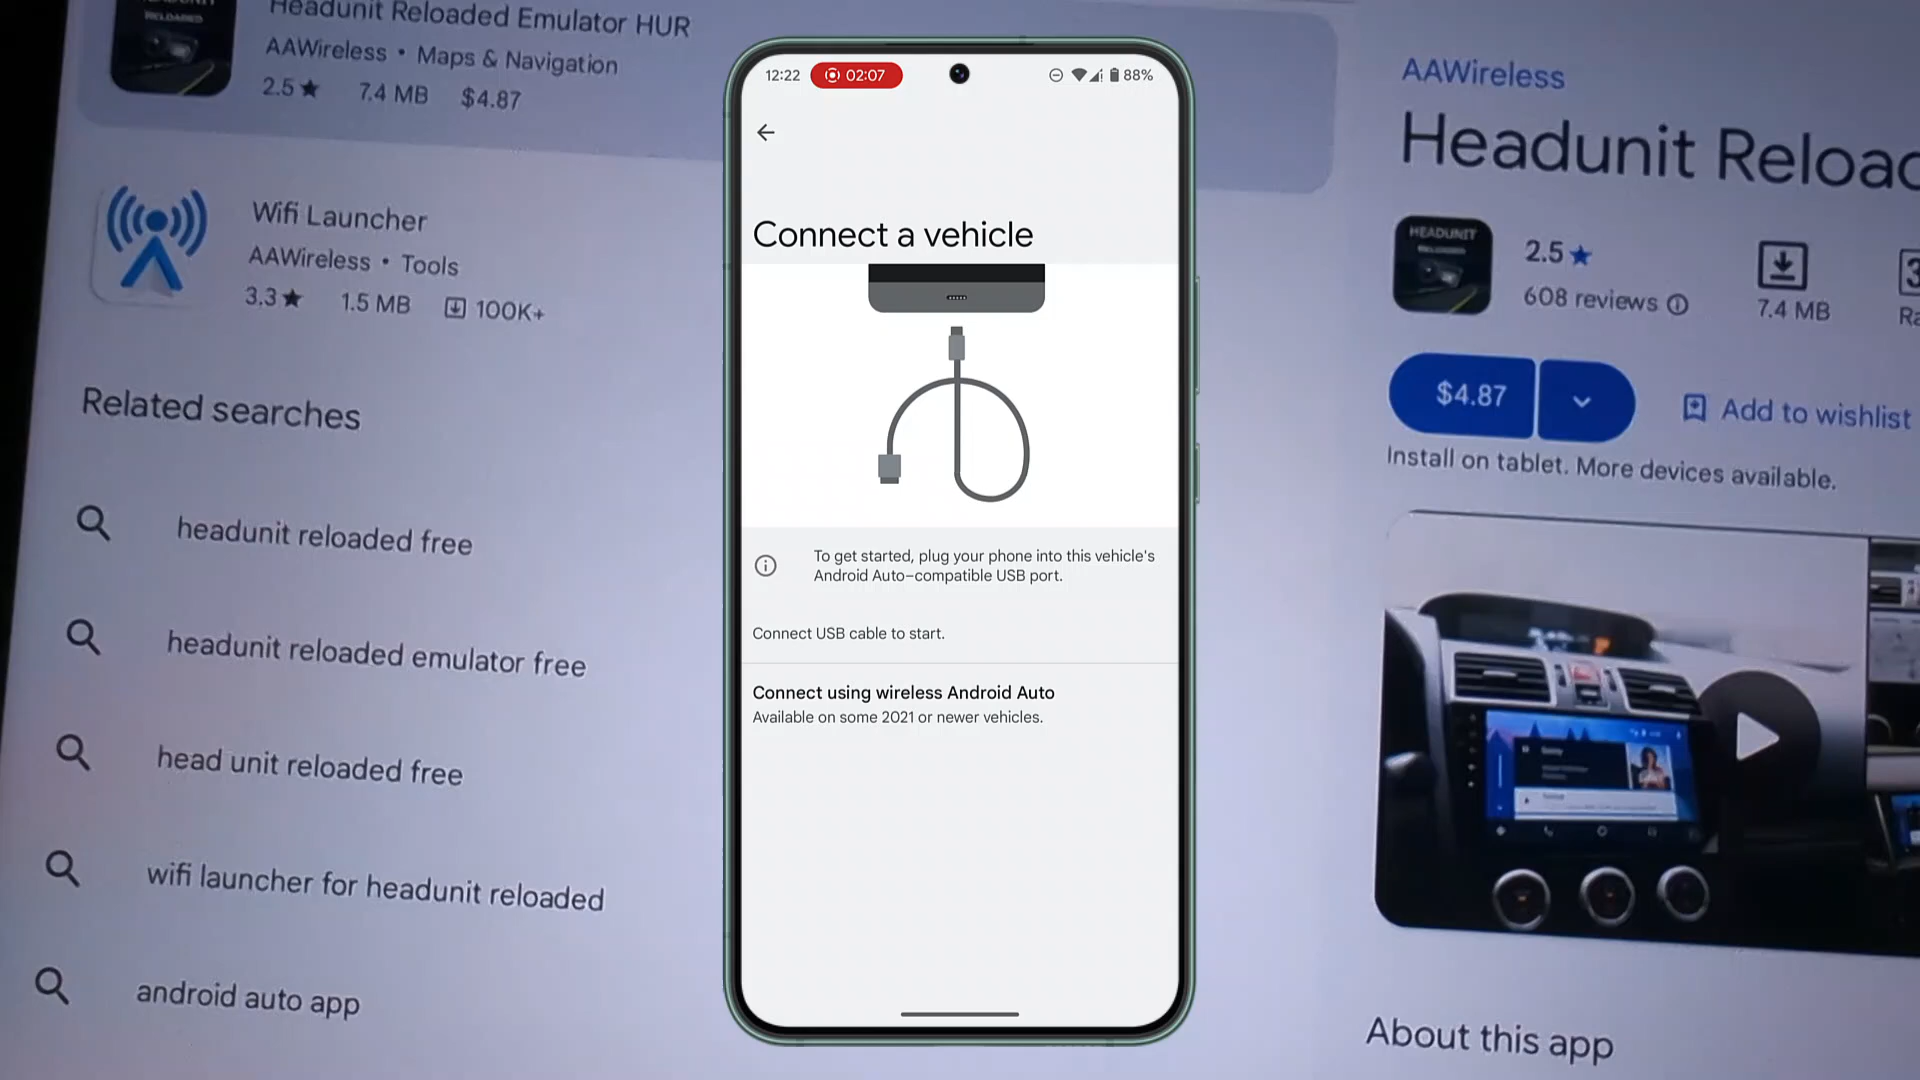 Headunit Reloaded Emulator HUR
AAWireless • Maps & Navigation
2.5★ 7.4 MB $4.87
Wifi Launcher
AAWireless • Tools
3.3★ 1.5 MB 100K+
Related searches
headunit reloaded free
headunit reloaded emulator free
head unit reloaded free
wifi launcher for headunit reloaded
android auto app
12:22 02:07 88%
Connect a vehicle
To get started, plug your phone into this vehicle's
Android Auto–compatible USB port.
Connect USB cable to start.
Connect using wireless Android Auto
Available on some 2021 or newer vehicles.
AAWireless
Headunit Reload
HEADUNIT
2.5★
608 reviews
7.4 MB
$4.87
Add to wishlist
Install on tablet. More devices available.
About this app